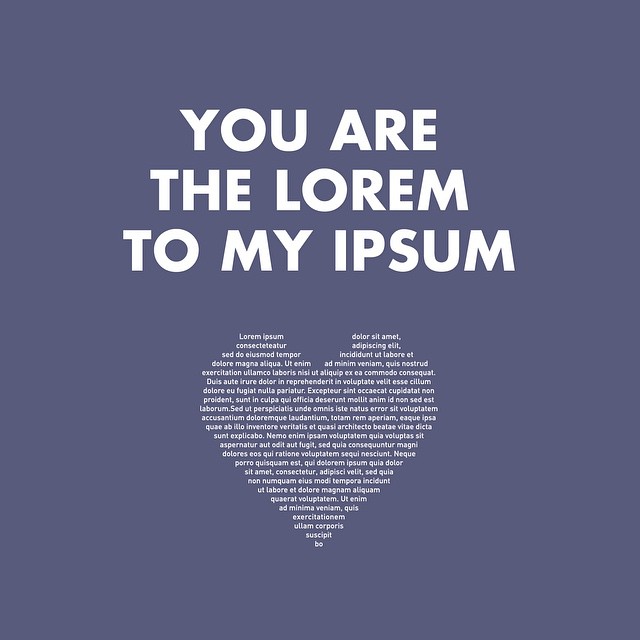 YOU ARE
THE LOREM
TO MY IPSUM
Lorem ipsum dolor sit amet,
consecteteatur adipiscing elit,
sed do eiusmod tempor incididunt ut labore et
dolore magna aliqua. Ut enim ad minim veniam, quis nostrud
exercitation ullamco laboris nisi ut aliquip ex ea commodo consequat.
Duis aute irure dolor in reprehenderit in voluptate velit esse cillum
dolore eu fugiat nulla pariatur. Excepteur sint occaecat cupidatat non
proident, sunt in culpa qui officia deserunt mollit anim id non sed est
laborum.Sed ut perspiciatis unde omnis iste natus error sit voluptatem
accusantium doloremque laudantium, totam rem aperiam, eaque ipsa
quae ab illo inventore veritatis et quasi architecto beatae vitae dicta
sunt explicabo. Nemo enim ipsam voluptatem quia voluptas sit
aspernatur aut odit aut fugit, sed quia consequuntur magni
dolores eos qui ratione voluptatem sequi nesciunt. Neque
porro quisquam est, qui dolorem ipsum quia dolor
sit amet, consectetur, adipisci velit, sed quia
non numquam eius modi tempora incidunt
ut labore et dolore magnam aliquam
quaerat voluptatem. Ut enim
ad minima veniam, quis
exercitationem
ullam corporis
suscipit
bo